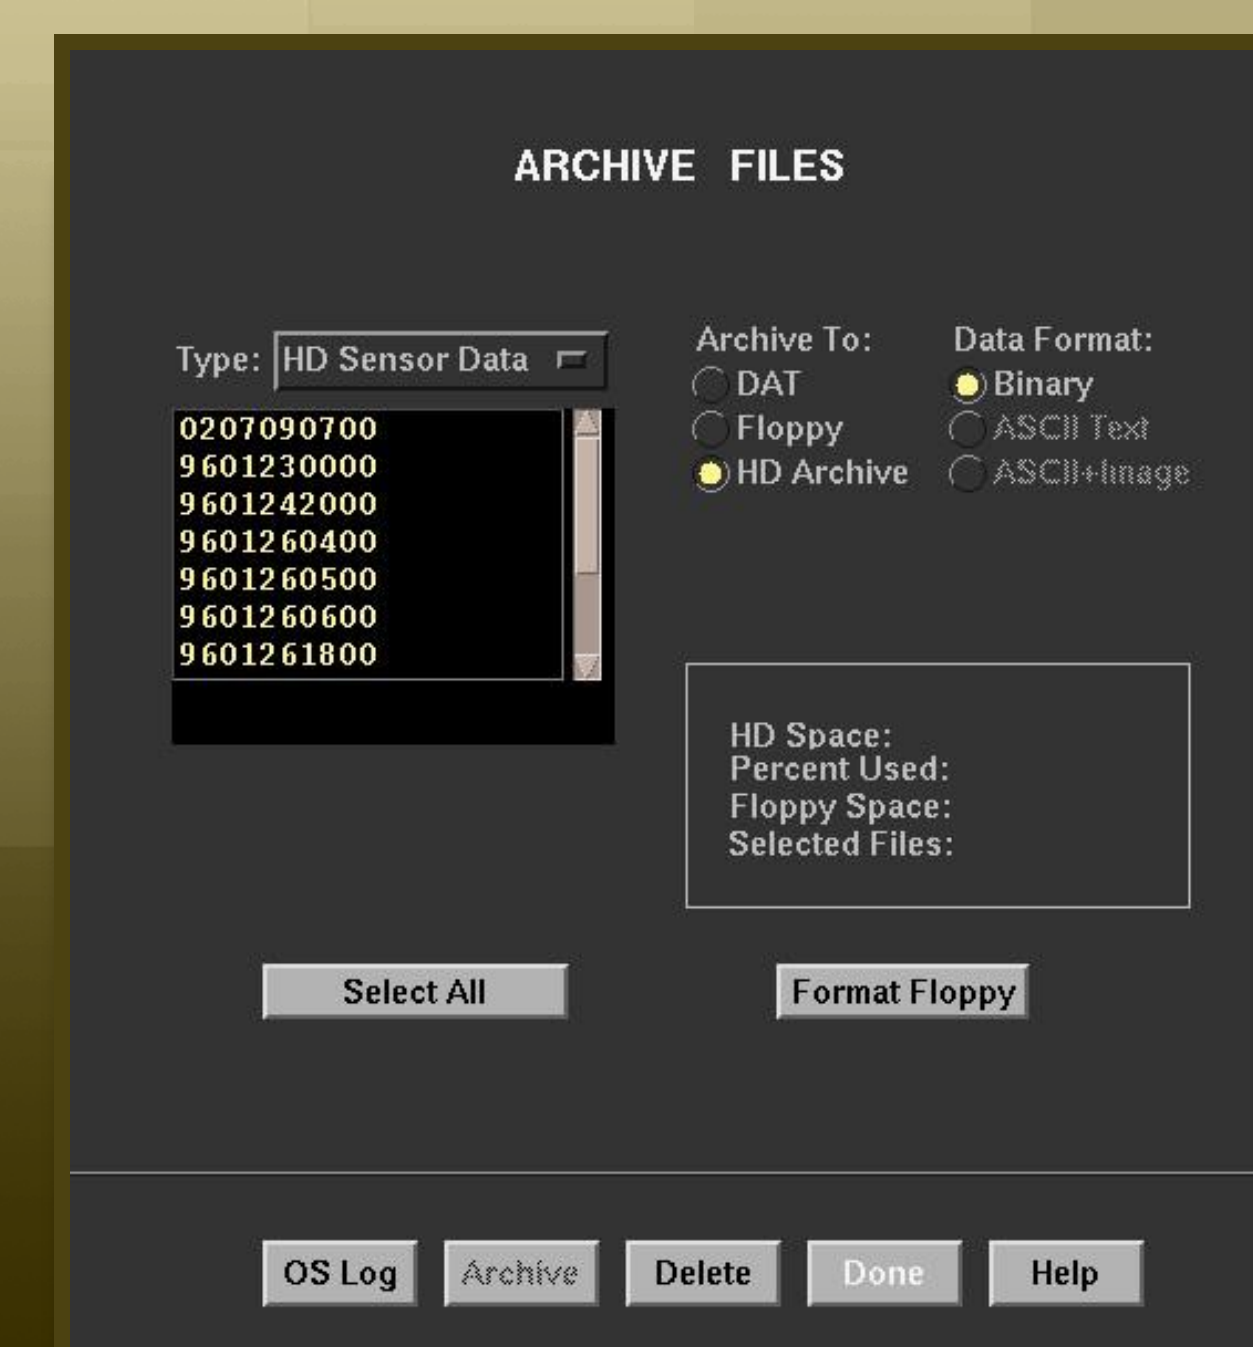 ARCHIVE FILES
Type: HD Sensor Data
0207090700
9601230000
9601242000
9601260400
9601260500
9601260600
9601261800
Archive To:
DAT
Floppy
HD Archive
Data Format:
Binary
ASCII Text
ASCII+Image
HD Space:
Percent Used:
Floppy Space:
Selected Files:
Select All
Format Floppy
OS Log
Archive
Delete
Done
Help